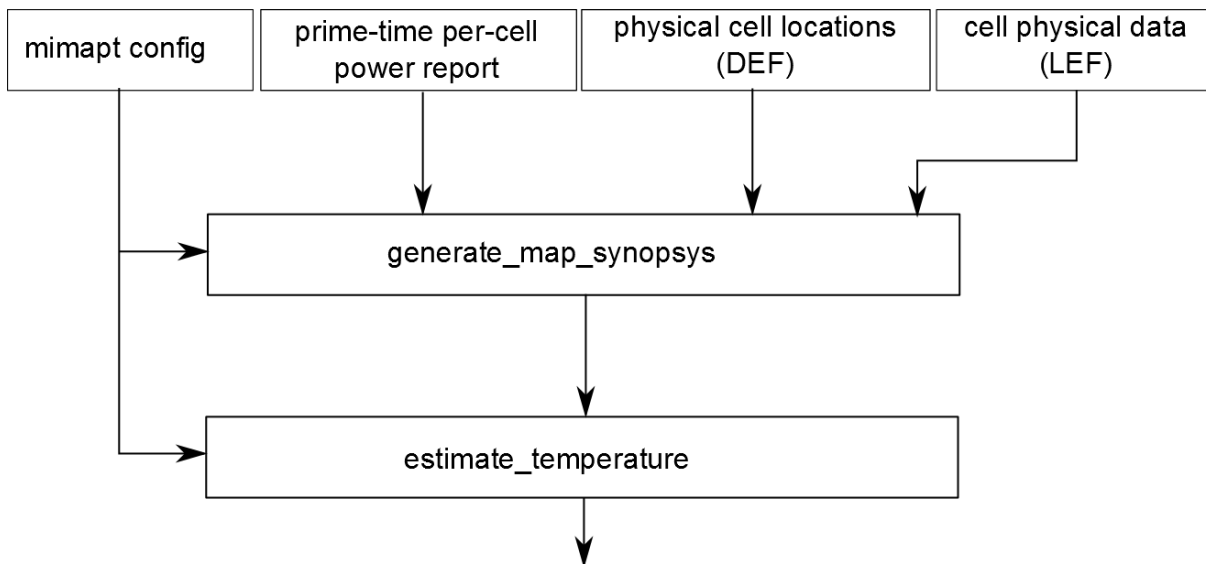 mimapt config
prime-time per-cell
power report
physical cell locations
(DEF)
cell physical data
(LEF)
generate_map_synopsys
estimate_temperature